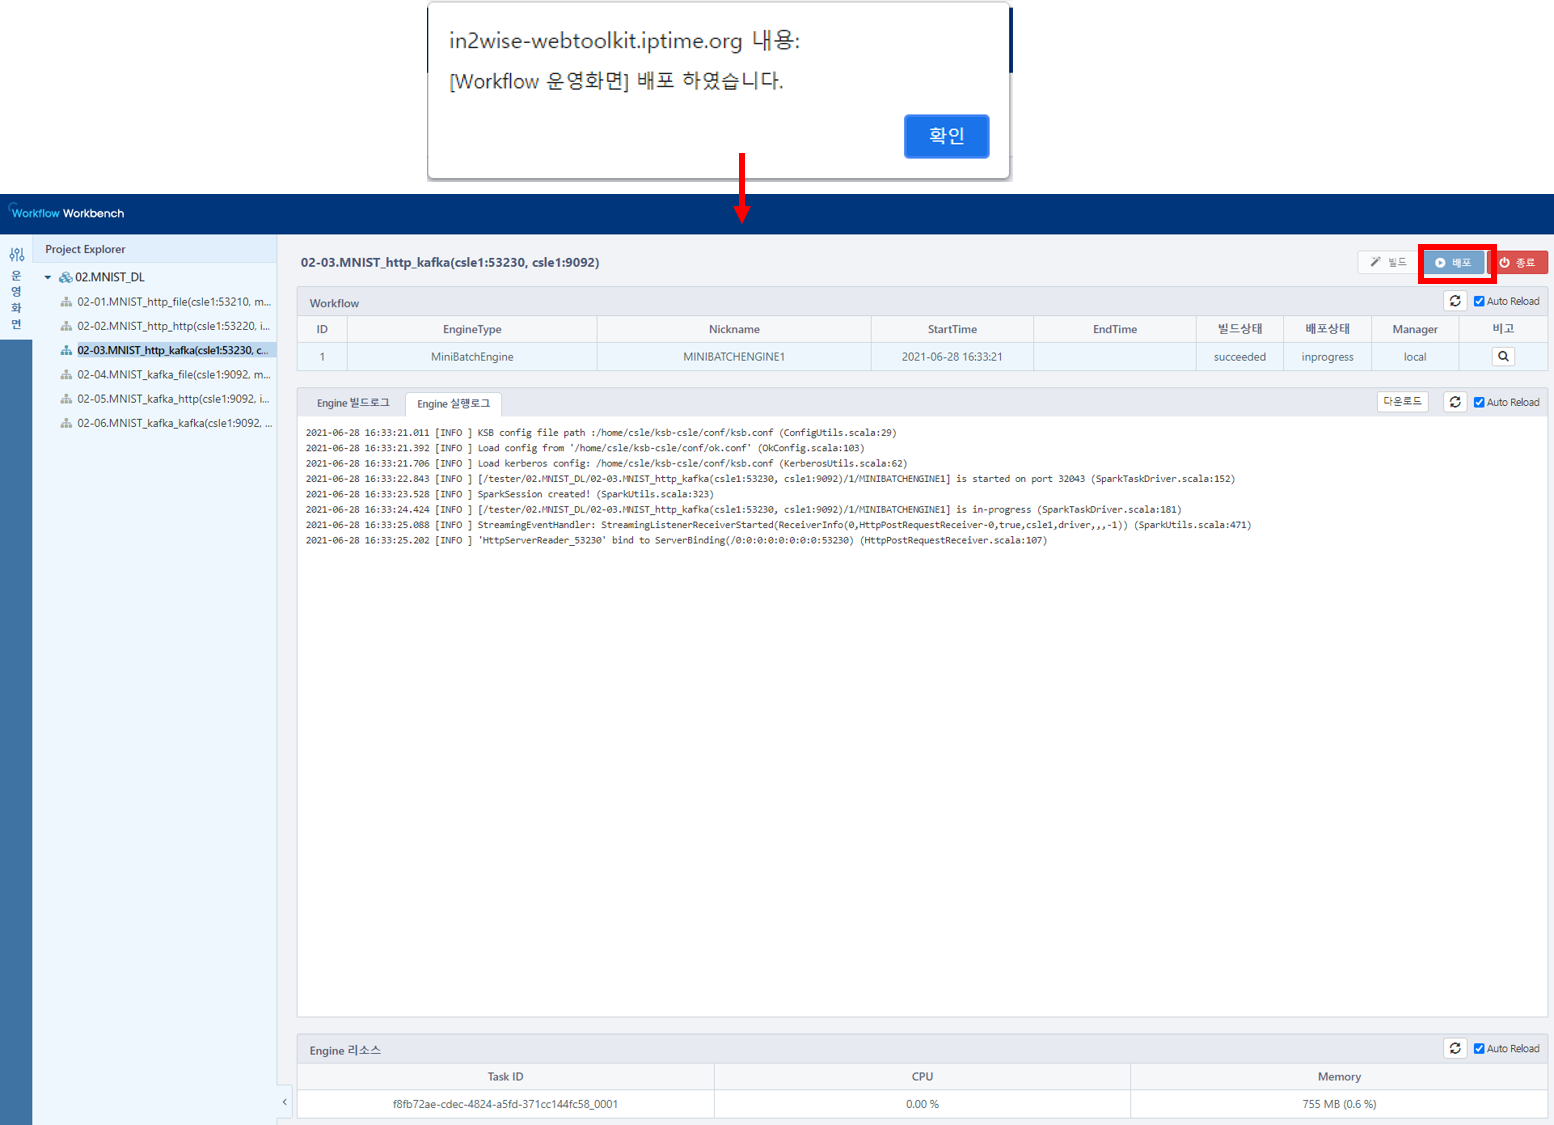 in2wise-webtoolkit.iptime.org 내용:
[Workflow 운영화면] 배포 하였습니다.
확인
Workflow Workbench
운영화면
Project Explorer
02.MNIST_DL
02-01.MNIST_http_file(csle1:53210, m...
02-02.MNIST_http_http(csle1:53220, i...
02-03.MNIST_http_kafka(csle1:53230, c...
02-04.MNIST_kafka_file(csle1:9092, m...
02-05.MNIST_kafka_http(csle1:9092, i...
02-06.MNIST_kafka_kafka(csle1:9092, ...
02-03.MNIST_http_kafka(csle1:53230, csle1:9092)
빌드 배포 종료
Workflow Auto Reload
ID EngineType Nickname StartTime EndTime 빌드상태 배포상태 Manager 비고
1 MiniBatchEngine MINIBATCHENGINE1 2021-06-28 16:33:21 succeeded inprogress local
Engine 빌드로그 Engine 실행로그 다운로드 Auto Reload
2021-06-28 16:33:21.011 [INFO ] KSB config file path :/home/csle/ksb-csle/conf/ksb.conf (ConfigUtils.scala:29)
2021-06-28 16:33:21.392 [INFO ] Load config from '/home/csle/ksb-csle/conf/ok.conf' (OkConfig.scala:103)
2021-06-28 16:33:21.706 [INFO ] Load kerberos config: /home/csle/ksb-csle/conf/ksb.conf (KerberosUtils.scala:62)
2021-06-28 16:33:22.843 [INFO ] [/tester/02.MNIST_DL/02-03.MNIST_http_kafka(csle1:53230, csle1:9092)/1/MINIBATCHENGINE1] is started on port 32043 (SparkTaskDriver.scala:152)
2021-06-28 16:33:23.528 [INFO ] SparkSession created! (SparkUtils.scala:323)
2021-06-28 16:33:24.424 [INFO ] [/tester/02.MNIST_DL/02-03.MNIST_http_kafka(csle1:53230, csle1:9092)/1/MINIBATCHENGINE1] is in-progress (SparkTaskDriver.scala:181)
2021-06-28 16:33:25.088 [INFO ] StreamingEventHandler: StreamingListenerReceiverStarted(ReceiverInfo(0,HttpPostRequestReceiver-0,true,csle1,driver,,,-1)) (SparkUtils.scala:471)
2021-06-28 16:33:25.202 [INFO ] 'HttpServerReader_53230' bind to ServerBinding(/0:0:0:0:0:0:0:0:53230) (HttpPostRequestReceiver.scala:107)
Engine 리소스 Auto Reload
Task ID CPU Memory
f8fb72ae-cdec-4824-a5fd-371cc144fc58_0001 0.00 % 755 MB (0.6 %)